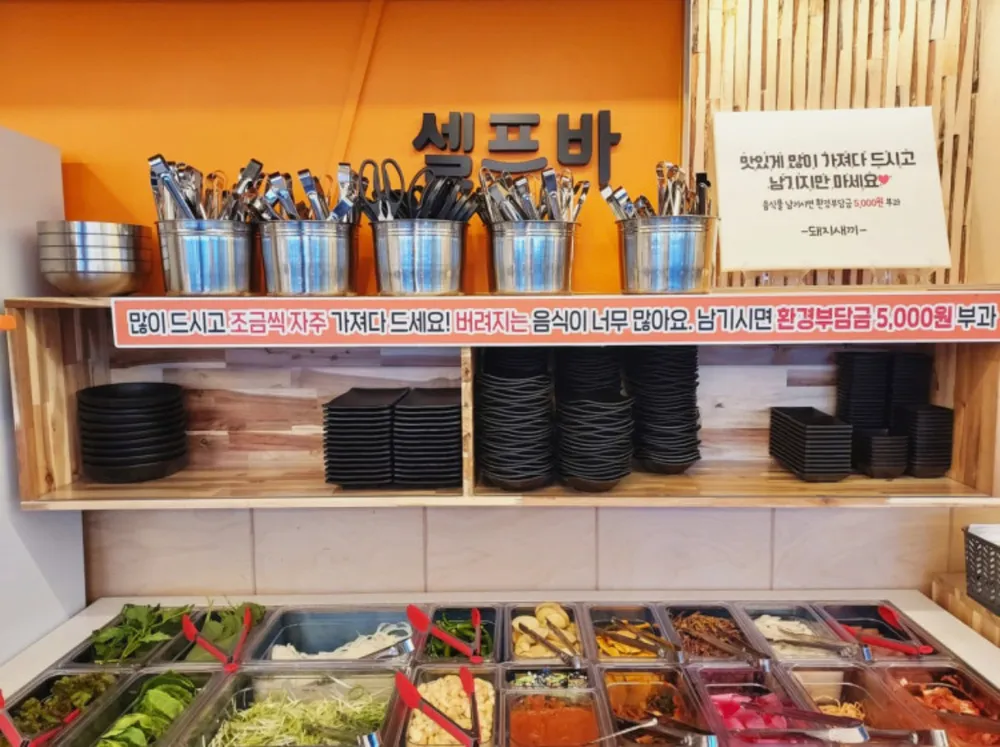 셀프바
맛있게 많이 가져다 드시고
남기지만 마세요
음식을 남기시면 환경부담금 5,000원 부과
-돼지새끼-
많이 드시고 조금씩 자주 가져다 드세요! 버려지는 음식이 너무 많아요. 남기시면 환경부담금 5,000원 부과